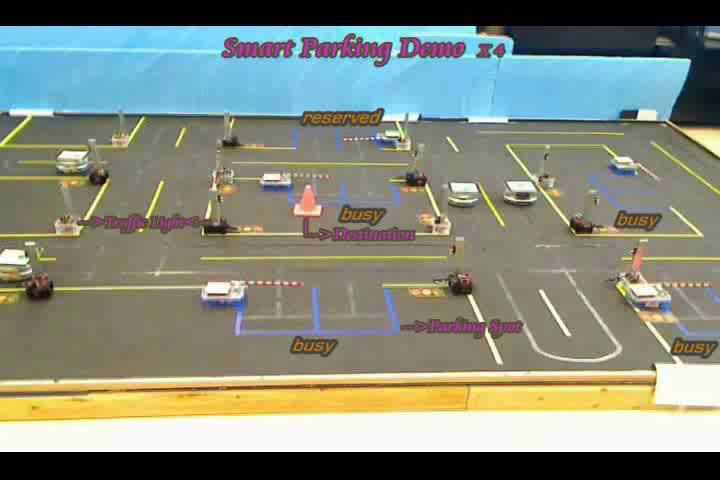 Smart Parking Demo x4
reserved
busy
->Traffic Light<-
->Destination
busy
->Parking Spot
busy
busy